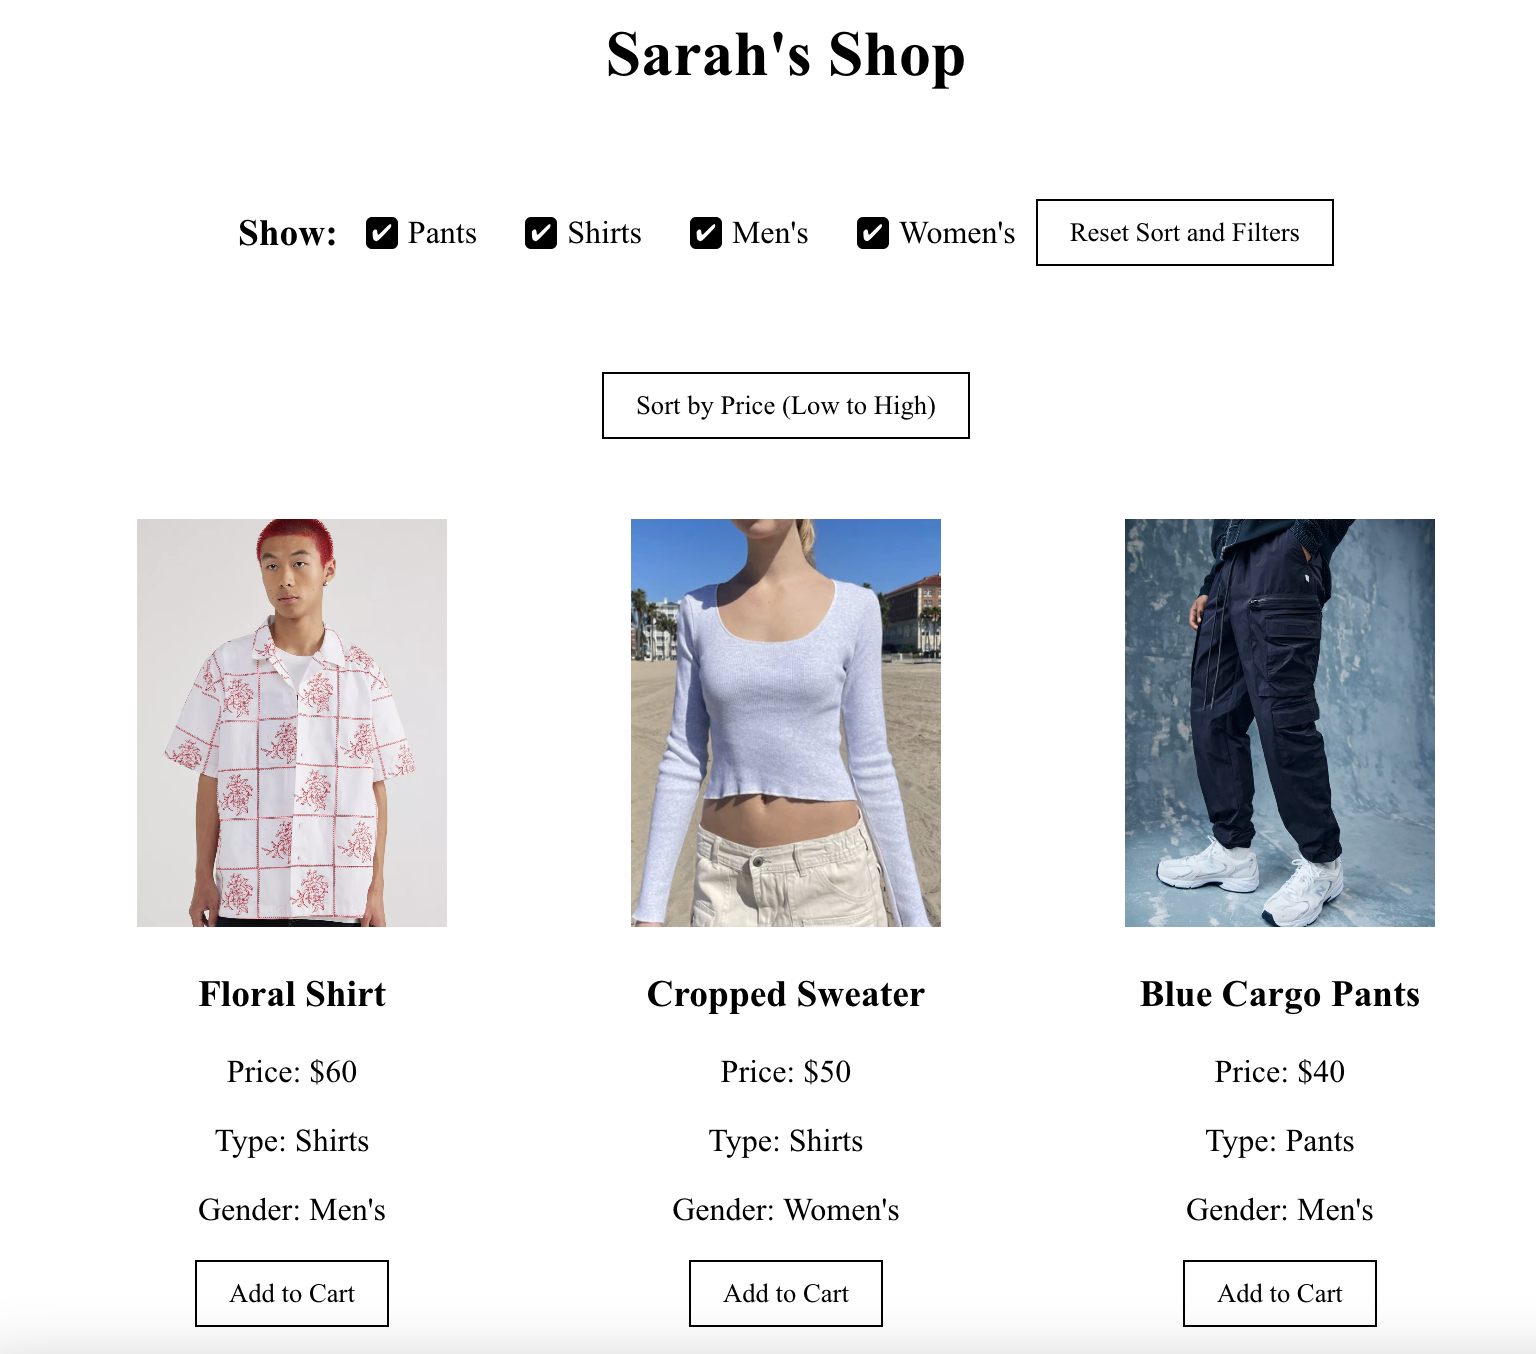 Sarah's Shop
Show: Pants Shirts Men's Women's Reset Sort and Filters
Sort by Price (Low to High)
Floral Shirt
Price: $60
Type: Shirts
Gender: Men's
Add to Cart
Cropped Sweater
Price: $50
Type: Shirts
Gender: Women's
Add to Cart
Blue Cargo Pants
Price: $40
Type: Pants
Gender: Men's
Add to Cart